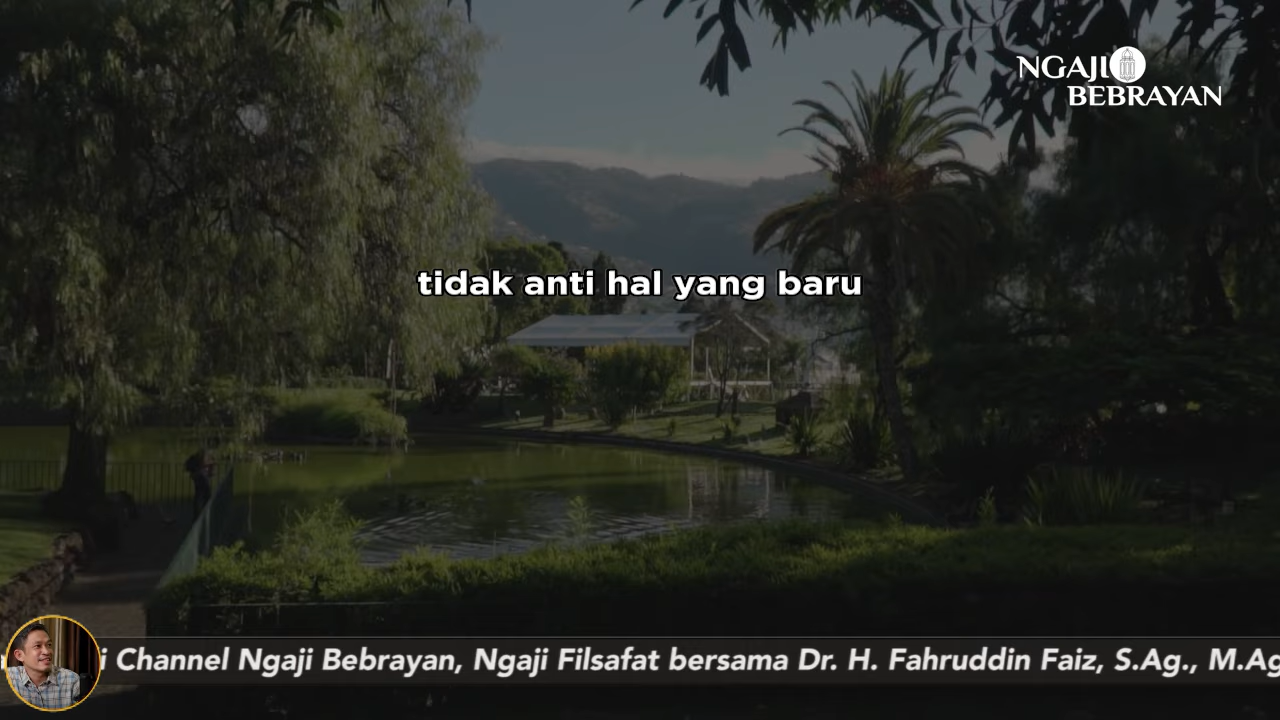 NGAJI
BEBRAYAN
tidak anti hal yang baru
i Channel Ngaji Bebrayan, Ngaji Filsafat bersama Dr. H. Fahruddin Faiz, S.Ag., M.Ag